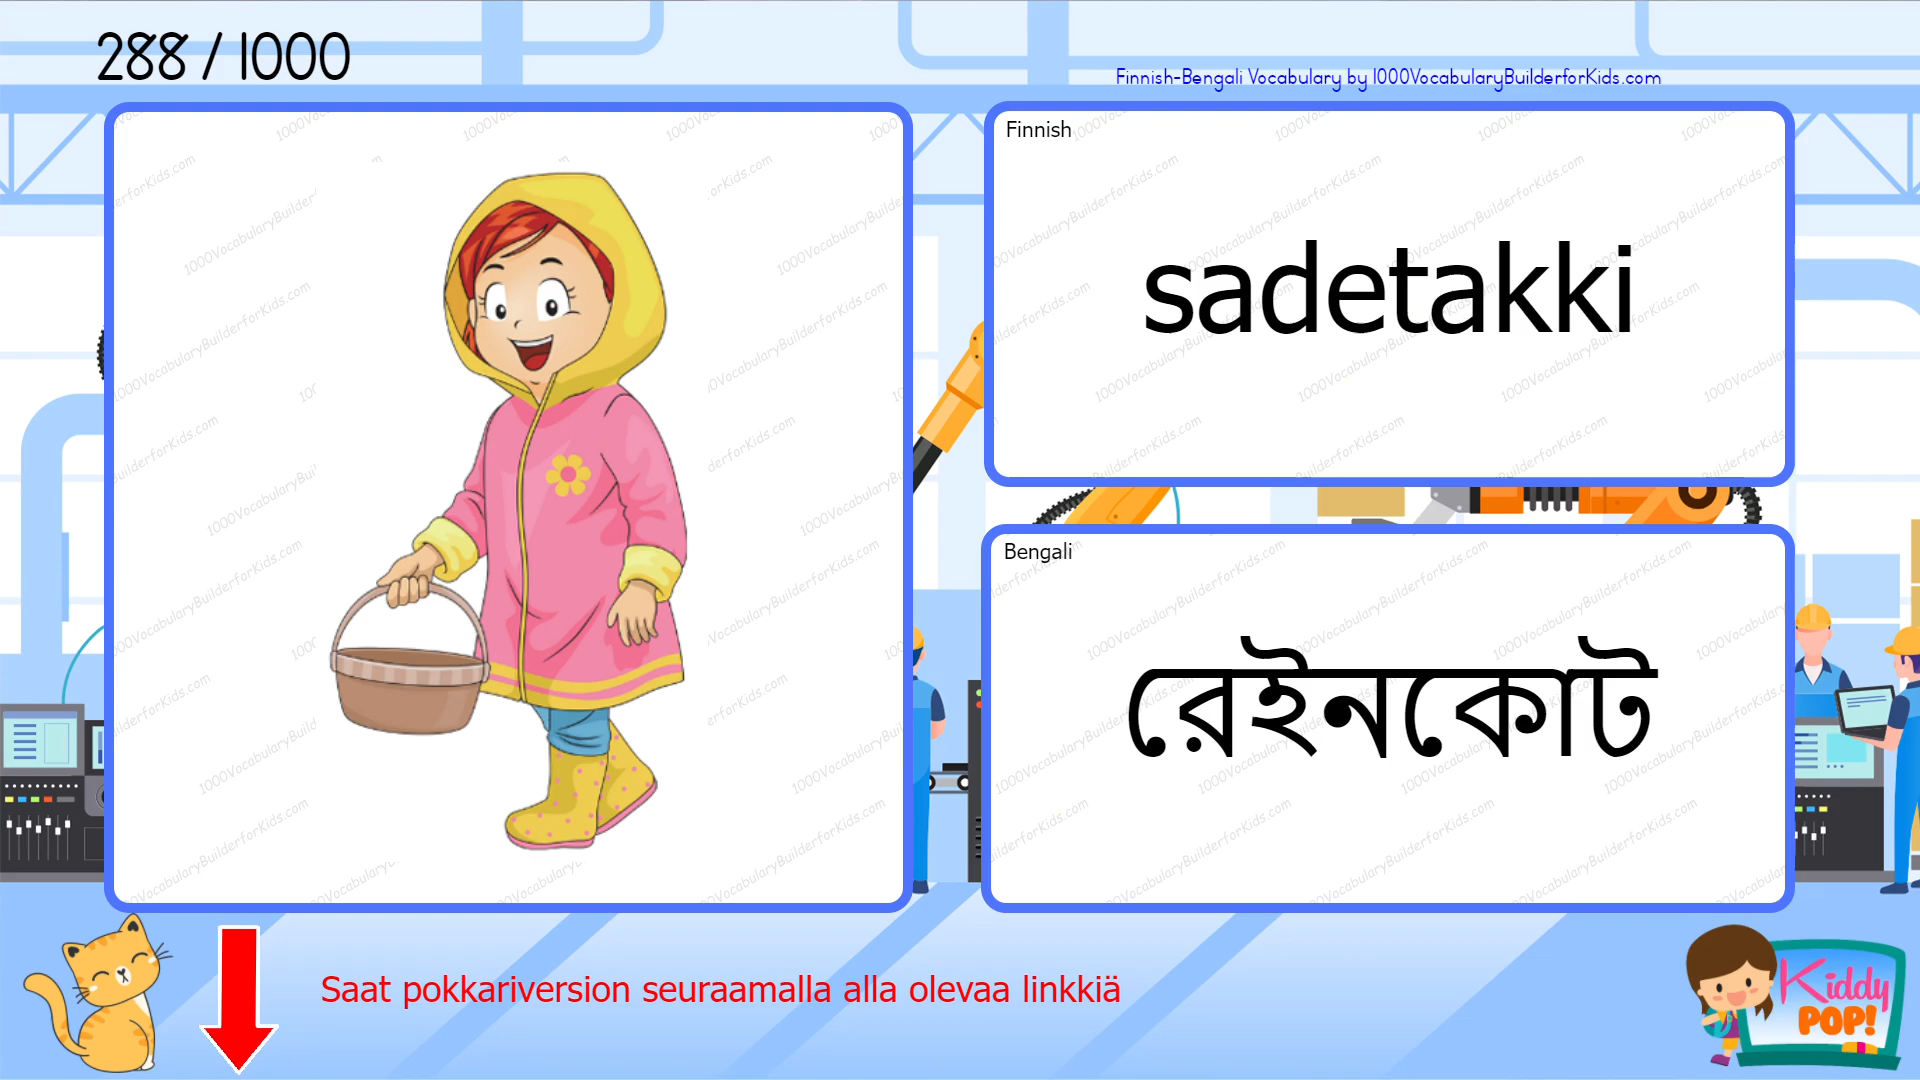 288 / 1000
Finnish-Bengali Vocabulary by 1000VocabularyBuilderforKids.com
Finnish
sadetakki
Bengali
রেইনকোট
Saat pokkariversion seuraamalla alla olevaa linkkiä
Kiddy
POP!